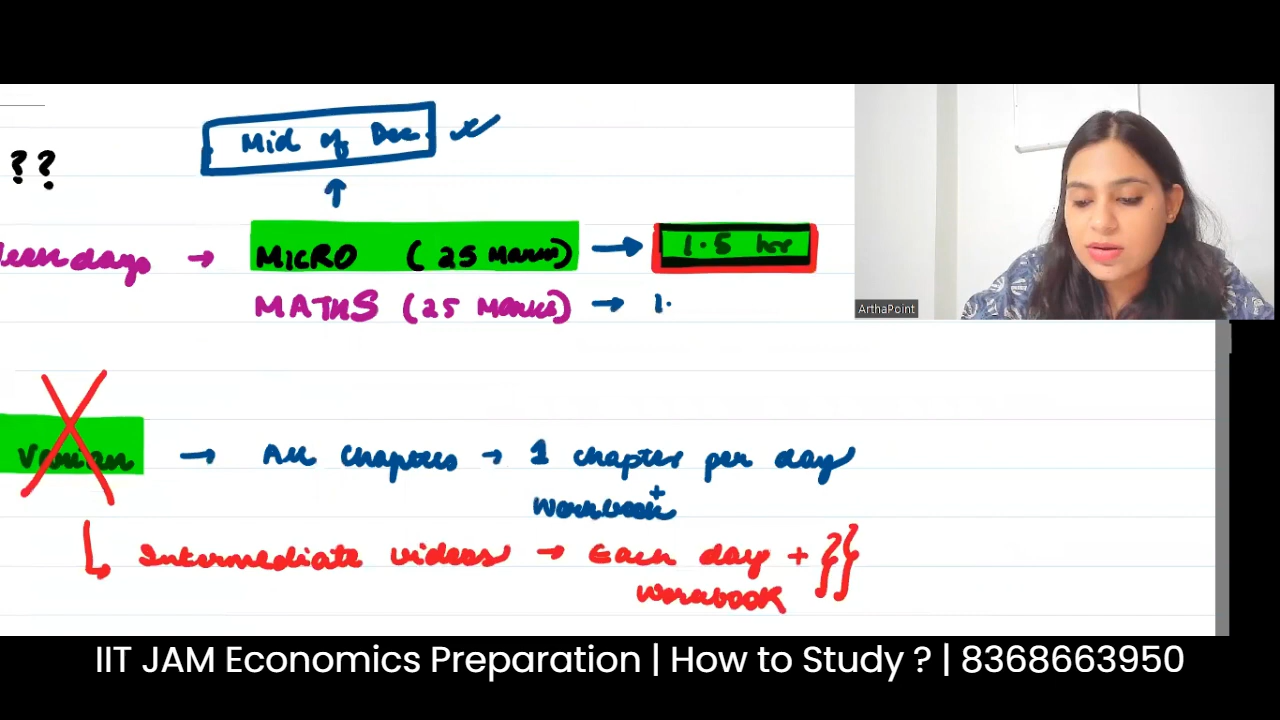 Mid of Dec.
??
MICRO (25 Marks) → 1.5 hr
MATHS (25 Marks) → 1.
ArthaPoint
Varian → All chapters → 1 chapter per day
+
Workbook
Intermediate videos → Each day + }}
Workbook
IIT JAM Economics Preparation | How to Study ? | 8368663950